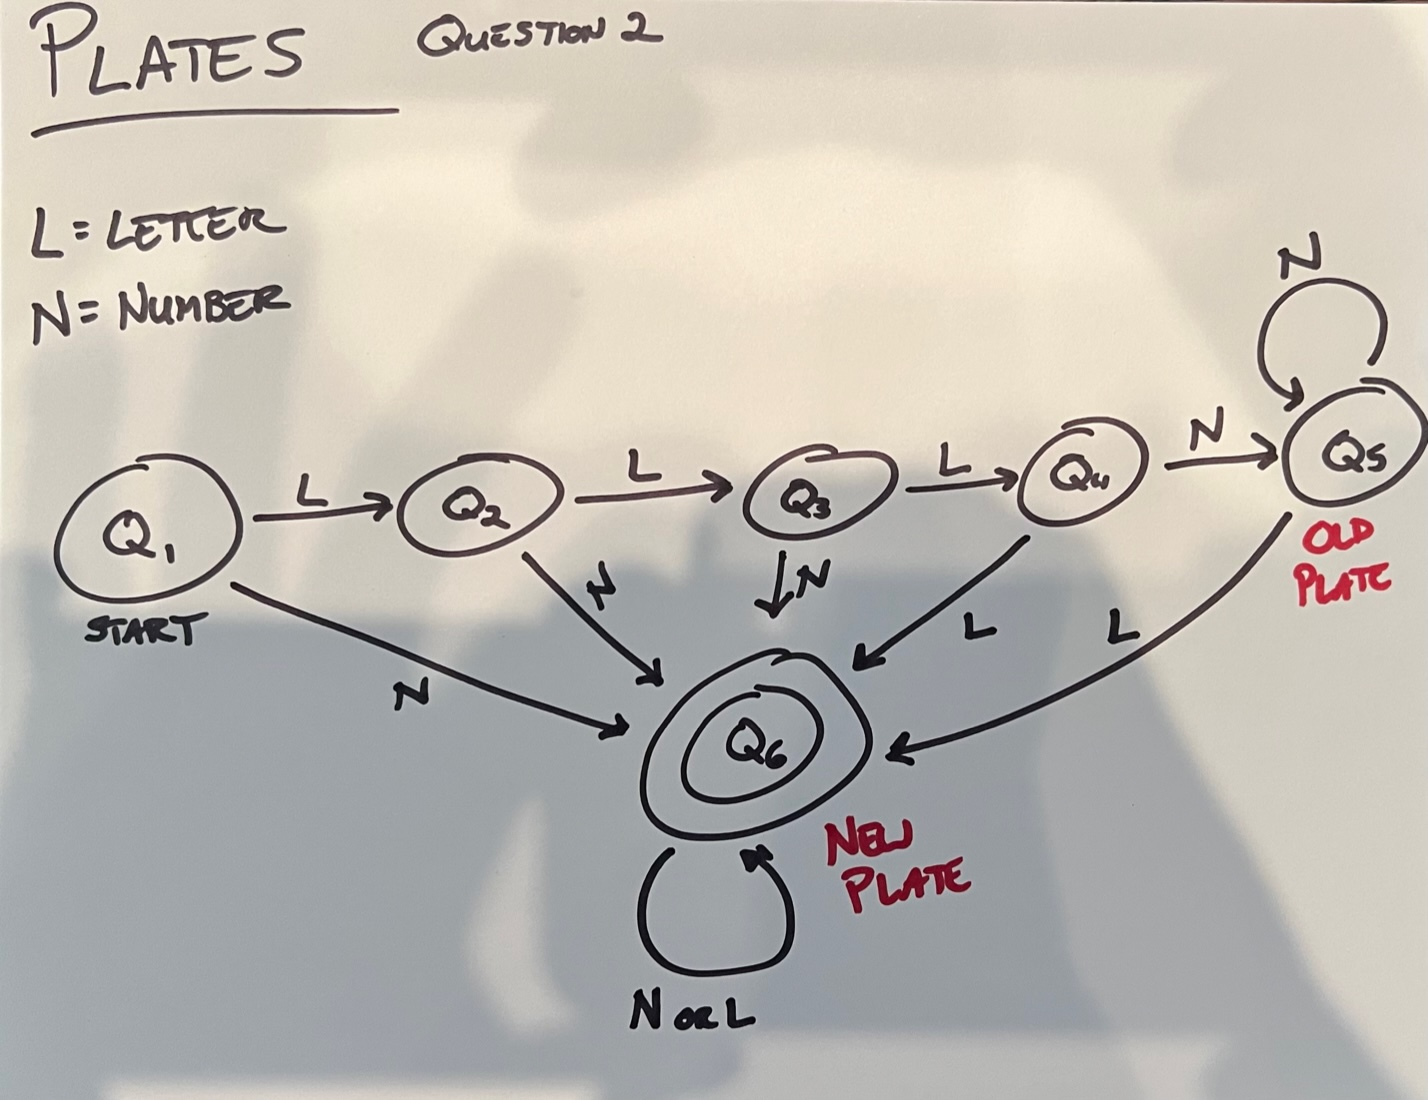 PLATES
QUESTION 2
L = LETTER
N = NUMBER
N
Q1
START
L
Q2
L
Q3
L
Q4
N
Q5
OLD
PLATE
N
N
N
L
L
Q6
NEW
PLATE
N OR L